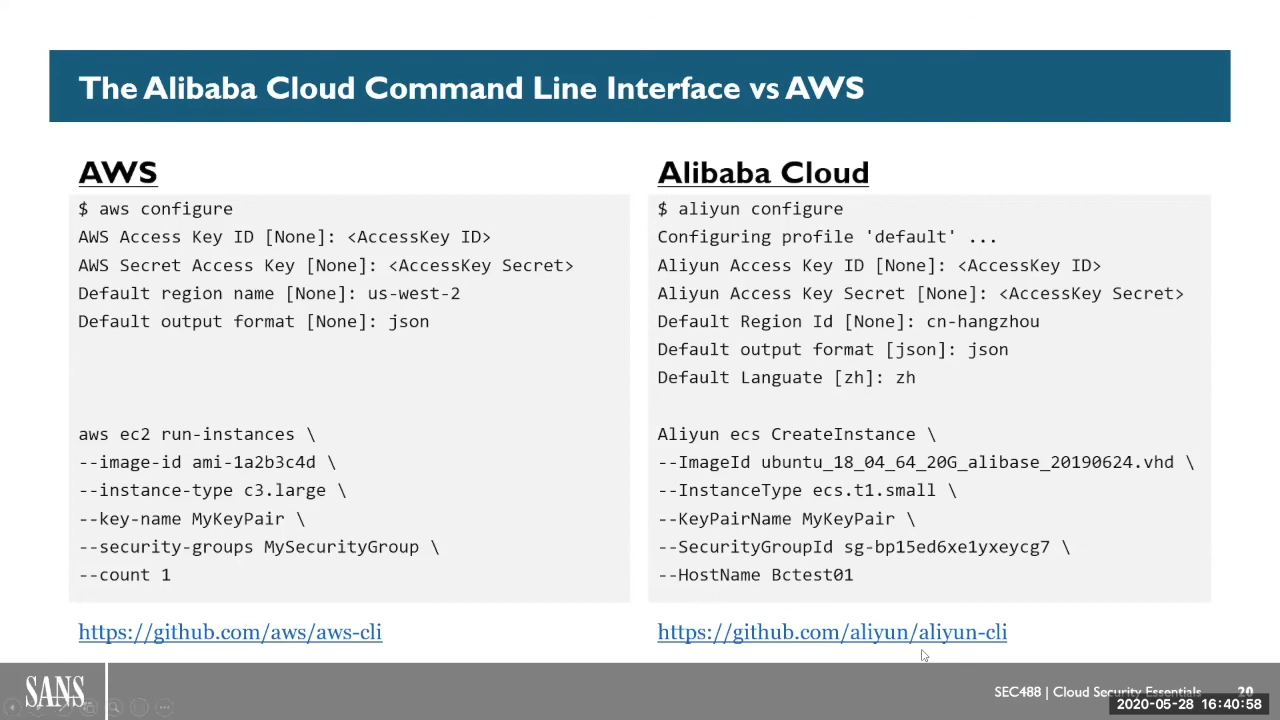 The Alibaba Cloud Command Line Interface vs AWS
AWS
$ aws configure
AWS Access Key ID [None]: <AccessKey ID>
AWS Secret Access Key [None]: <AccessKey Secret>
Default region name [None]: us-west-2
Default output format [None]: json
aws ec2 run-instances \
--image-id ami-1a2b3c4d \
--instance-type c3.large \
--key-name MyKeyPair \
--security-groups MySecurityGroup \
--count 1
https://github.com/aws/aws-cli
Alibaba Cloud
$ aliyun configure
Configuring profile 'default' ...
Aliyun Access Key ID [None]: <AccessKey ID>
Aliyun Access Key Secret [None]: <AccessKey Secret>
Default Region Id [None]: cn-hangzhou
Default output format [json]: json
Default Languate [zh]: zh
Aliyun ecs CreateInstance \
--ImageId ubuntu_18_04_64_20G_alibase_20190624.vhd \
--InstanceType ecs.t1.small \
--KeyPairName MyKeyPair \
--SecurityGroupId sg-bp15ed6xe1yxeycg7 \
--HostName Bctest01
https://github.com/aliyun/aliyun-cli
SANS
SEC488 | Cloud Security Essentials
20
2020-05-28 16:40:58